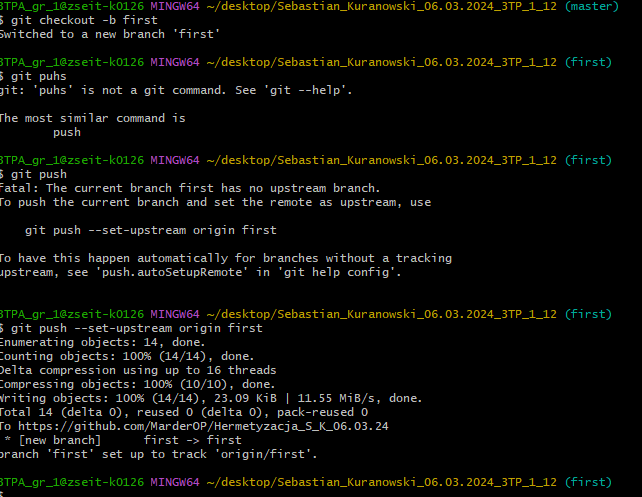 3TPA_gr_1@zseit-k0126 MINGW64 ~/desktop/Sebastian_Kuranowski_06.03.2024_3TP_1_12 (master)
$ git checkout -b first
Switched to a new branch 'first'
3TPA_gr_1@zseit-k0126 MINGW64 ~/desktop/Sebastian_Kuranowski_06.03.2024_3TP_1_12 (first)
$ git puhs
git: 'puhs' is not a git command. See 'git --help'.
The most similar command is
push
3TPA_gr_1@zseit-k0126 MINGW64 ~/desktop/Sebastian_Kuranowski_06.03.2024_3TP_1_12 (first)
$ git push
fatal: The current branch first has no upstream branch.
To push the current branch and set the remote as upstream, use
git push --set-upstream origin first
To have this happen automatically for branches without a tracking
upstream, see 'push.autoSetupRemote' in 'git help config'.
3TPA_gr_1@zseit-k0126 MINGW64 ~/desktop/Sebastian_Kuranowski_06.03.2024_3TP_1_12 (first)
$ git push --set-upstream origin first
Enumerating objects: 14, done.
Counting objects: 100% (14/14), done.
Delta compression using up to 16 threads
Compressing objects: 100% (10/10), done.
Writing objects: 100% (14/14), 23.09 KiB | 11.55 MiB/s, done.
Total 14 (delta 0), reused 0 (delta 0), pack-reused 0
To https://github.com/MarderOP/Hermetyzacja_S_K_06.03.24
* [new branch] first -> first
branch 'first' set up to track 'origin/first'.
3TPA_gr_1@zseit-k0126 MINGW64 ~/desktop/Sebastian_Kuranowski_06.03.2024_3TP_1_12 (first)
$